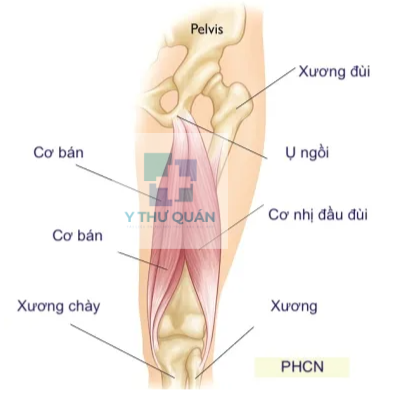 Pelvis
Xương đùi
Cơ bán
Ụ ngồi
Y THƯ QUÁN
Cơ nhị đầu đùi
Cơ bán
Xương chày
Xương
PHCN